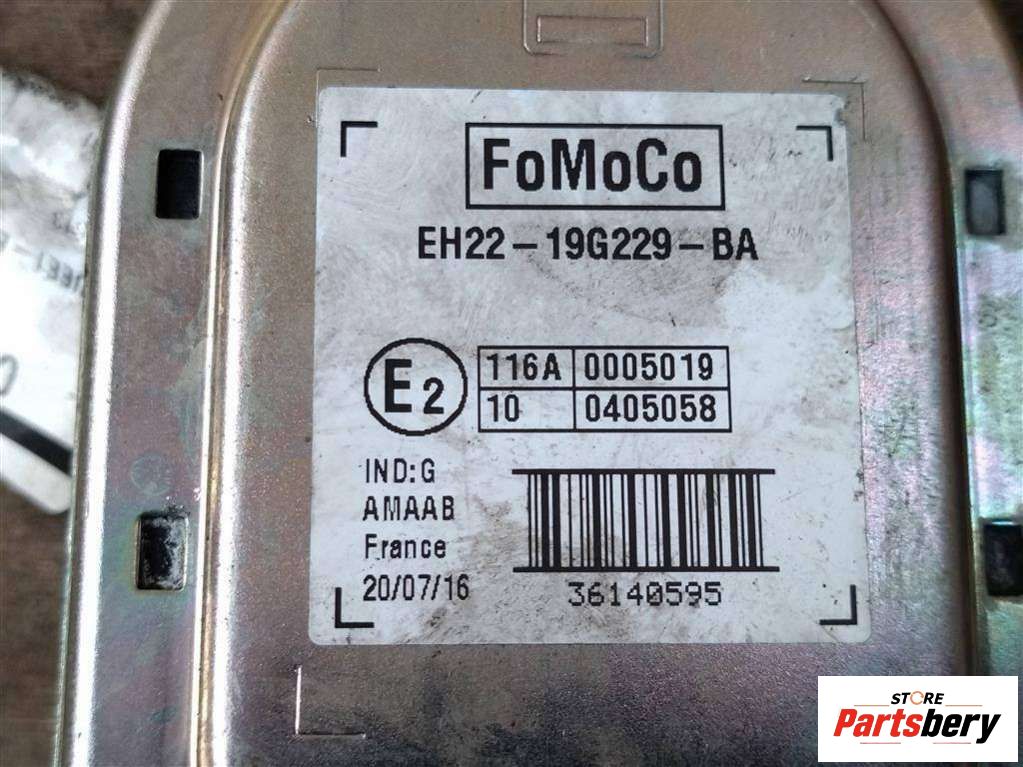 FoMoCo
EH22-19G229-BA
E2
116A 0005019
10 0405058
IND:G
AMAAB
France
20/07/16
36140595
STORE
Partsbery